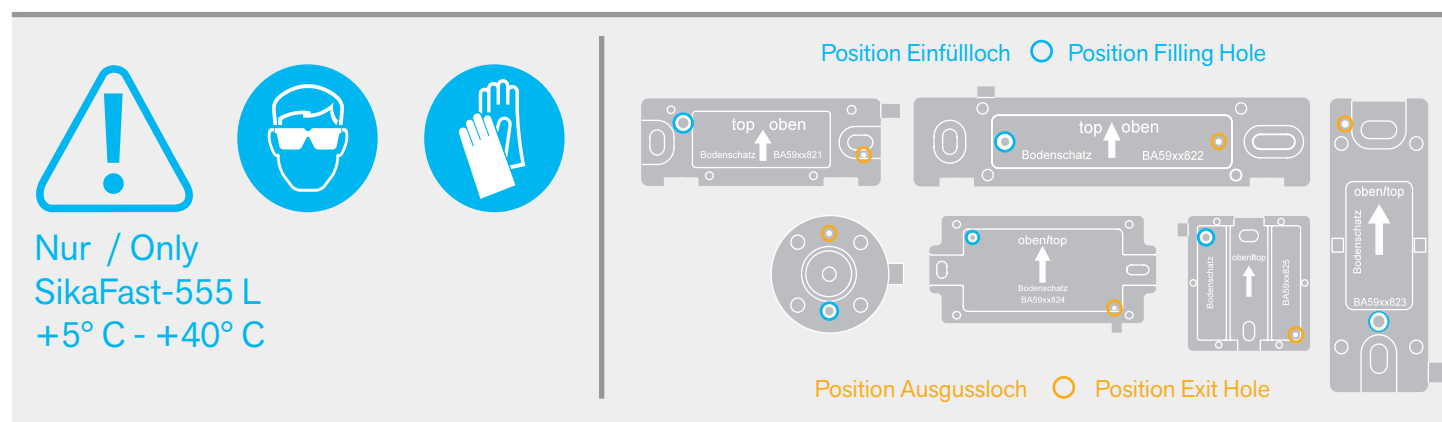 Nur / Only
SikaFast-555 L
+5° C - +40° C
Position Einfüllloch Position Filling Hole
top oben
Bodenschatz BA59xx821
top oben
Bodenschatz BA59xx822
oben/top
Bodenschatz
BA59xx824
oben/top
Bodenschatz
BA59xx825
oben/top
Bodenschatz
BA59xx823
Position Ausgussloch Position Exit Hole